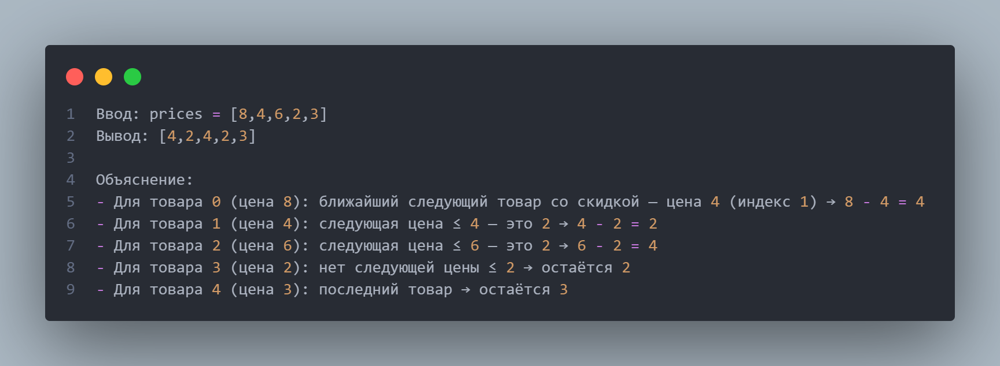 1 Ввод: prices = [8,4,6,2,3]
2 Вывод: [4,2,4,2,3]
3
4 Объяснение:
5 - Для товара 0 (цена 8): ближайший следующий товар со скидкой — цена 4 (индекс 1) → 8 - 4 = 4
6 - Для товара 1 (цена 4): следующая цена ≤ 4 — это 2 → 4 - 2 = 2
7 - Для товара 2 (цена 6): следующая цена ≤ 6 — это 2 → 6 - 2 = 4
8 - Для товара 3 (цена 2): нет следующей цены ≤ 2 → остаётся 2
9 - Для товара 4 (цена 3): последний товар → остаётся 3